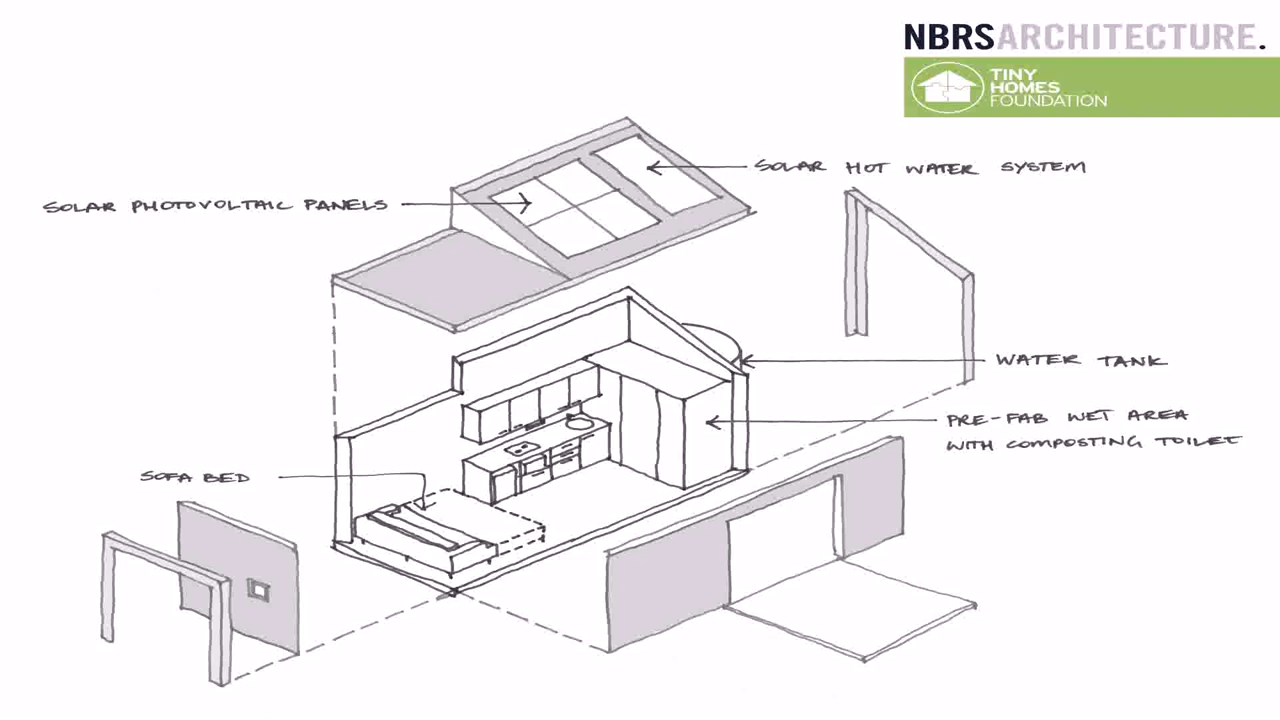 NBRSARCHITECTURE.
TINY
HOMES
FOUNDATION
SOLAR HOT WATER SYSTEM
SOLAR PHOTOVOLTAIC PANELS
WATER TANK
PRE-FAB WET AREA
WITH COMPOSTING TOILET
SOFA BED